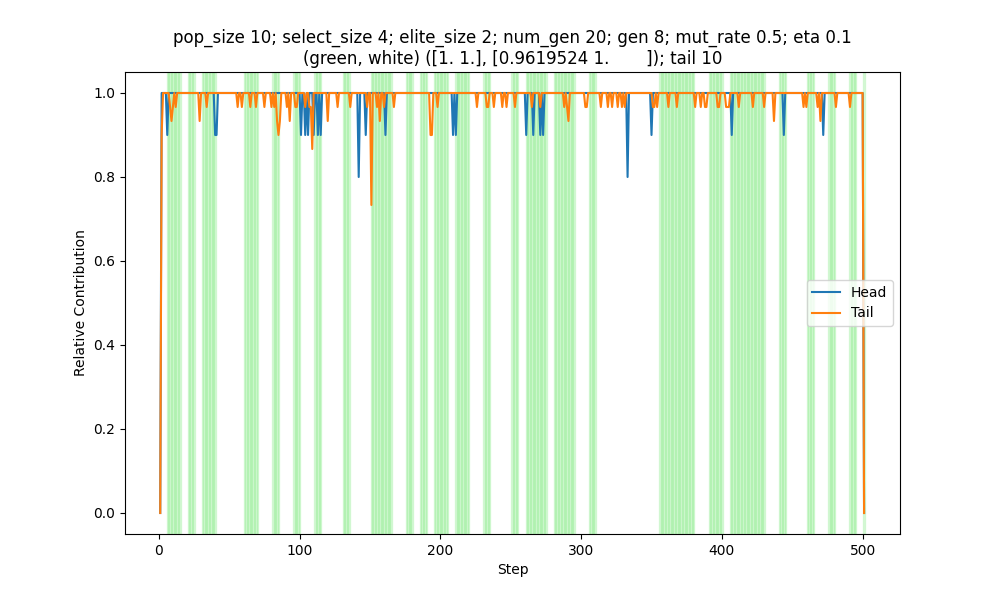 pop_size 10; select_size 4; elite_size 2; num_gen 20; gen 8; mut_rate 0.5; eta 0.1
(green, white) ([1. 1.], [0.9619524 1.        ]); tail 10
1.0
0.8
0.6
0.4
0.2
0.0
Relative Contribution
Head
Tail
0
100
200
300
400
500
Step